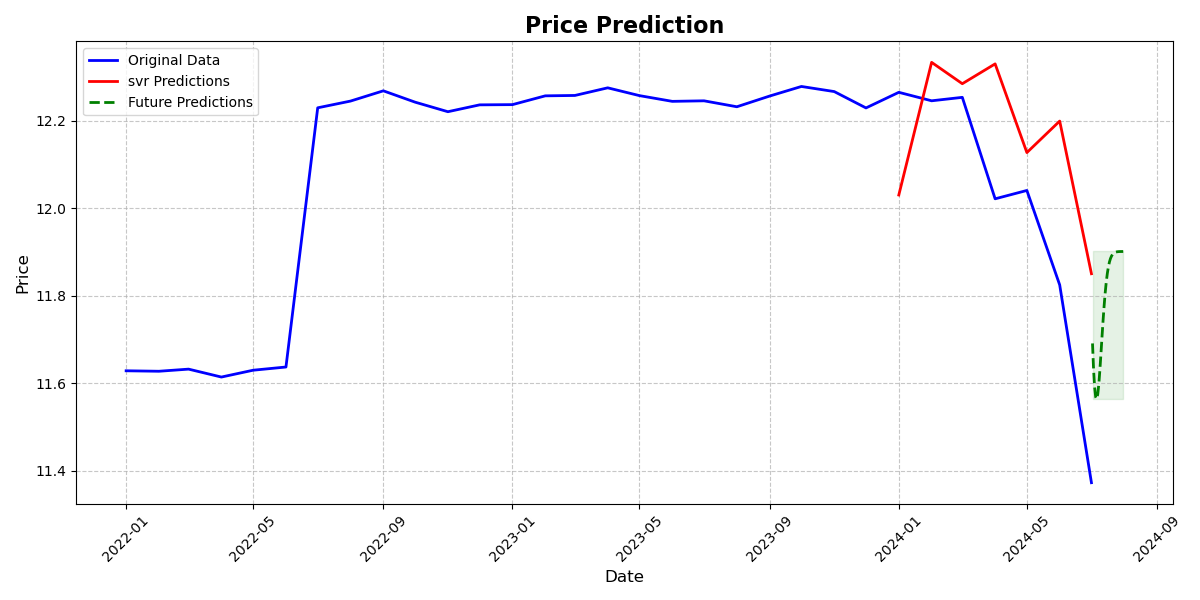 Price Prediction
Original Data
svr Predictions
Future Predictions
Price
12.2
12.0
11.8
11.6
11.4
2022-01
2022-05
2022-09
2023-01
2023-05
2023-09
2024-01
2024-05
2024-09
Date